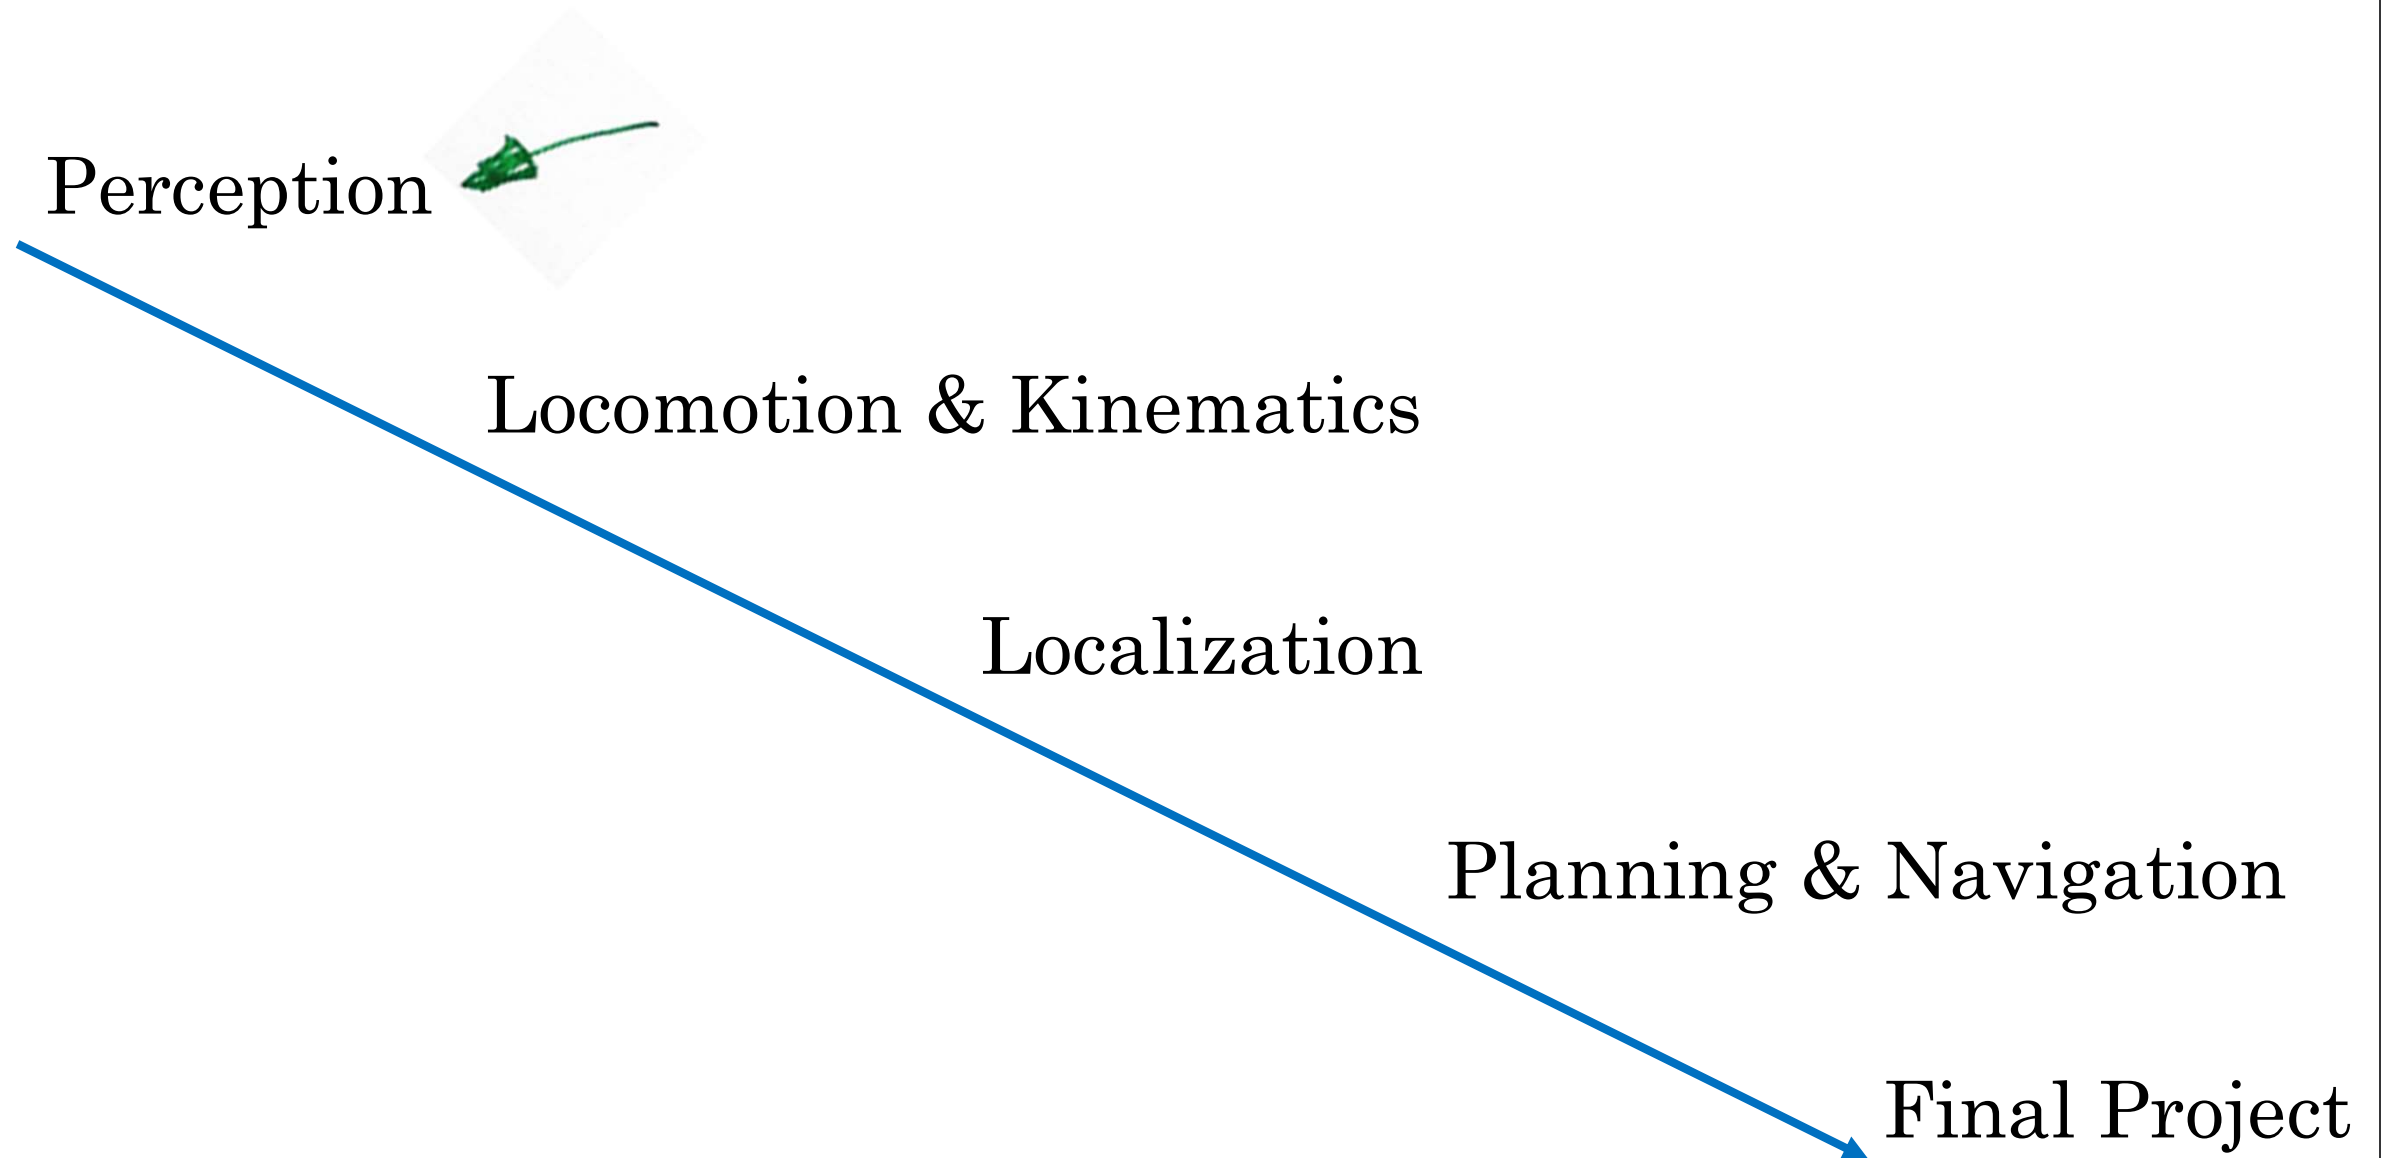 Perception
Locomotion & Kinematics
Localization
Planning & Navigation
Final Project